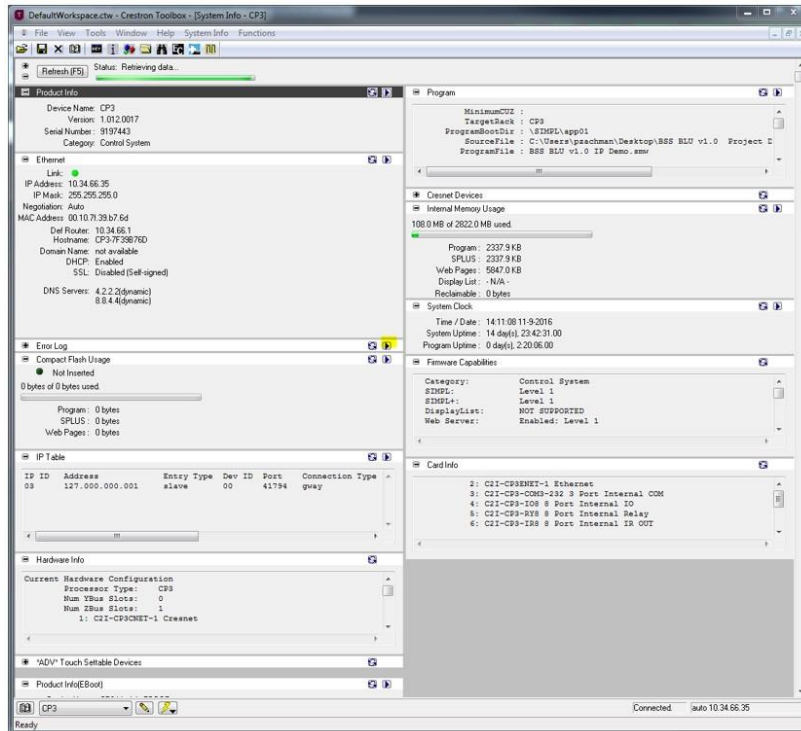 DefaultWorkspace.ctw - Crestron Toolbox - [System Info - CP3]
File View Tools Window Help System Info Functions
Refresh (F5) Status: Retrieving data...
Product Info
Device Name: CP3
Version: 1.012.0017
Serial Number: 9197443
Category: Control System
Ethernet
Link:
IP Address: 10.34.66.35
IP Mask: 255.255.255.0
Negotiation: Auto
MAC Address 00.10.7f.39.b7.6d
Def Router: 10.34.66.1
Hostname: CP3-7F39B76D
Domain Name: not available
DHCP: Enabled
SSL: Disabled (Self-signed)
DNS Servers: 4.2.2.2(dynamic)
8.8.4.4(dynamic)
Error Log
Compact Flash Usage
Not Inserted
0 bytes of 0 bytes used.
Program: 0 bytes
SPLUS: 0 bytes
Web Pages: 0 bytes
IP Table
IP ID Address Entry Type Dev ID Port Connection Type
03 127.000.000.001 slave 00 41794 gway
Hardware Info
Current Hardware Configuration
Processor Type: CP3
Num YBus Slots: 0
Num ZBus Slots: 1
1: C2I-CP3CNET-1 Cresnet
*ADV* Touch Settable Devices
Product Info(EBoot)
Program
MinimumCUZ :
TargetRack : CP3
ProgramBootDir : \SIMPL\app01
SourceFile : C:\Users\pzachman\Desktop\BSS BLU v1.0 Project D
ProgramFile : BSS BLU v1.0 IP Demo.smw
Cresnet Devices
Internal Memory Usage
108.0 MB of 2822.0 MB used.
Program: 2337.9 KB
SPLUS: 2337.9 KB
Web Pages: 5847.0 KB
Display List: - N/A -
Reclaimable: 0 bytes
System Clock
Time / Date: 14:11:08 11-9-2016
System Uptime: 14 day(s), 23:42:31.00
Program Uptime: 0 day(s), 2:20:06.00
Firmware Capabilities
Category: Control System
SIMPL: Level 1
SIMPL+: Level 1
DisplayList: NOT SUPPORTED
Web Server: Enabled: Level 1
Card Info
2: C2I-CP3ENET-1 Ethernet
3: C2I-CP3-COM3-232 3 Port Internal COM
4: C2I-CP3-IO8 8 Port Internal IO
5: C2I-CP3-RY8 8 Port Internal Relay
6: C2I-CP3-IR8 8 Port Internal IR OUT
CP3 Connected. auto 10.34.66.35
Ready